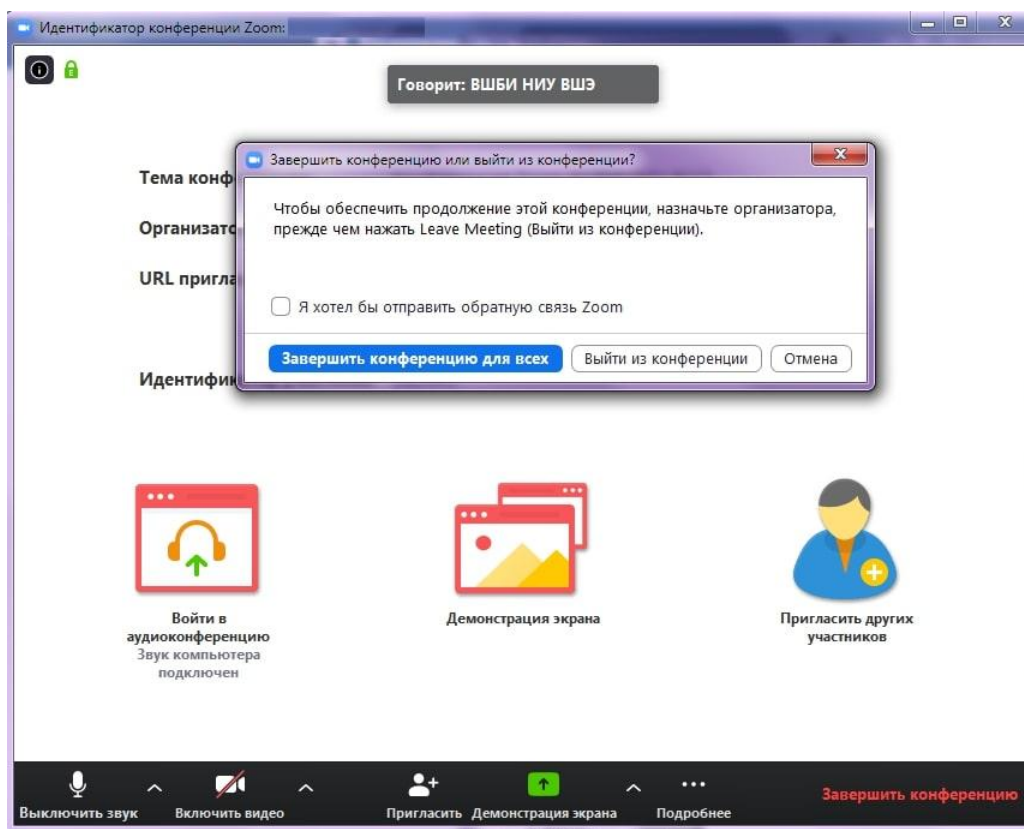 Идентификатор конференции Zoom:
Говорит: ВШБИ НИУ ВШЭ
Завершить конференцию или выйти из конференции?
Тема конф
Чтобы обеспечить продолжение этой конференции, назначьте организатора,
Организато
прежде чем нажать Leave Meeting (Выйти из конференции).
URL пригла
Я хотел бы отправить обратную связь Zoom
Завершить конференцию для всех
Выйти из конференции
Отмена
Идентифик
Войти в
аудиоконференцию
Звук компьютера
подключен
Демонстрация экрана
Пригласить других
участников
Выключить звук
Включить видео
Пригласить
Демонстрация экрана
Подробнее
Завершить конференцию